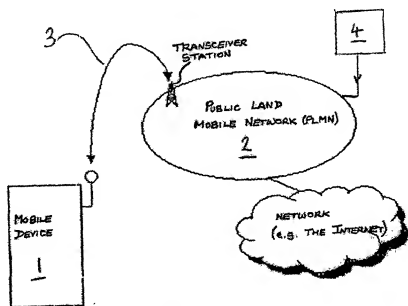 3
TRANSCEIVER
STATION
4
PUBLIC LAND
MOBILE NETWORK (PLMN)
2
MOBILE
DEVICE
1
NETWORK
(e.g. THE INTERNET)